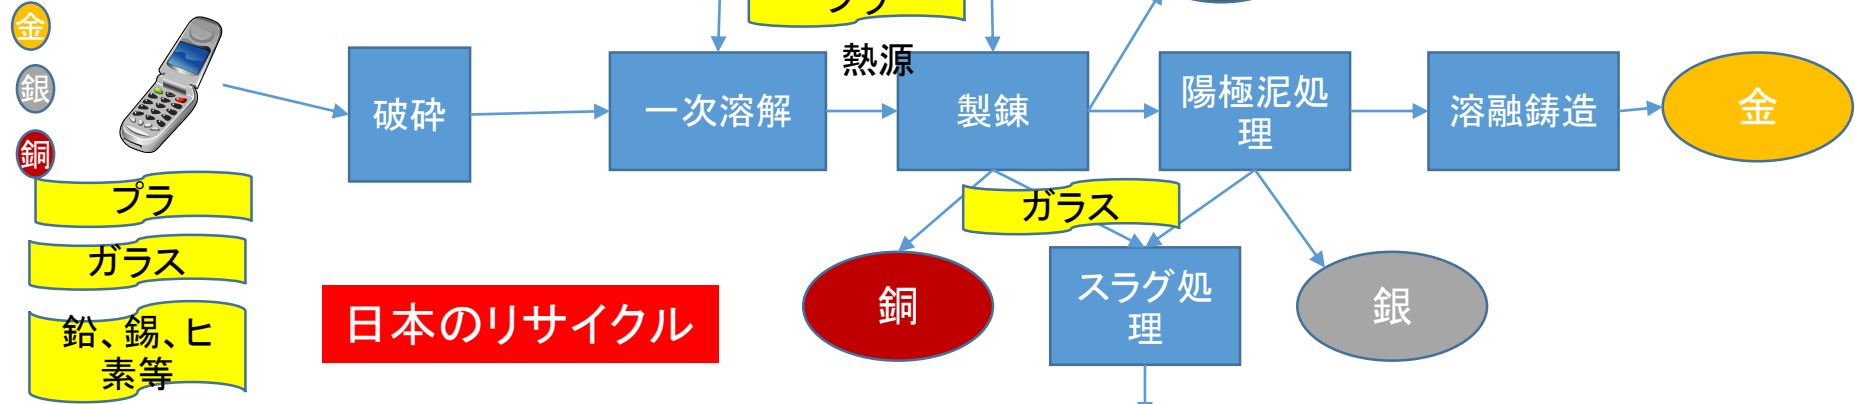 プラ
金
銀
銅
プラ
ガラス
鉛、錫、ヒ
素等
破砕
一次溶解
熱源
製錬
陽極泥処
理
溶融鋳造
金
ガラス
銅
スラグ処
理
銀
日本のリサイクル